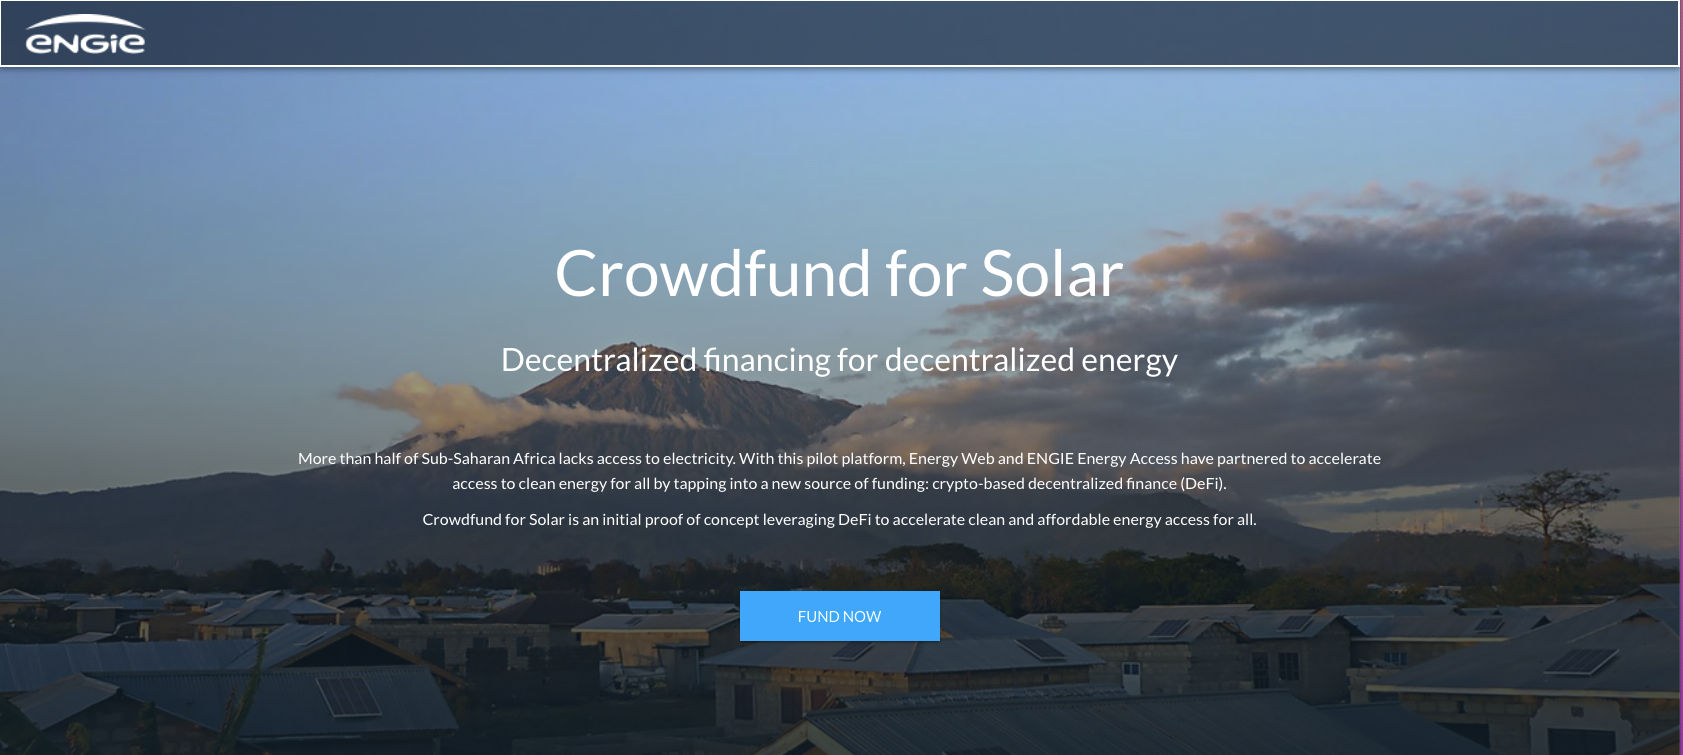 ENGIE
Crowdfund for Solar
Decentralized financing for decentralized energy
More than half of Sub-Saharan Africa lacks access to electricity. With this pilot platform, Energy Web and ENGIE Energy Access have partnered to accelerate
access to clean energy for all by tapping into a new source of funding: crypto-based decentralized finance (DeFi).
Crowdfund for Solar is an initial proof of concept leveraging DeFi to accelerate clean and affordable energy access for all.
FUND NOW